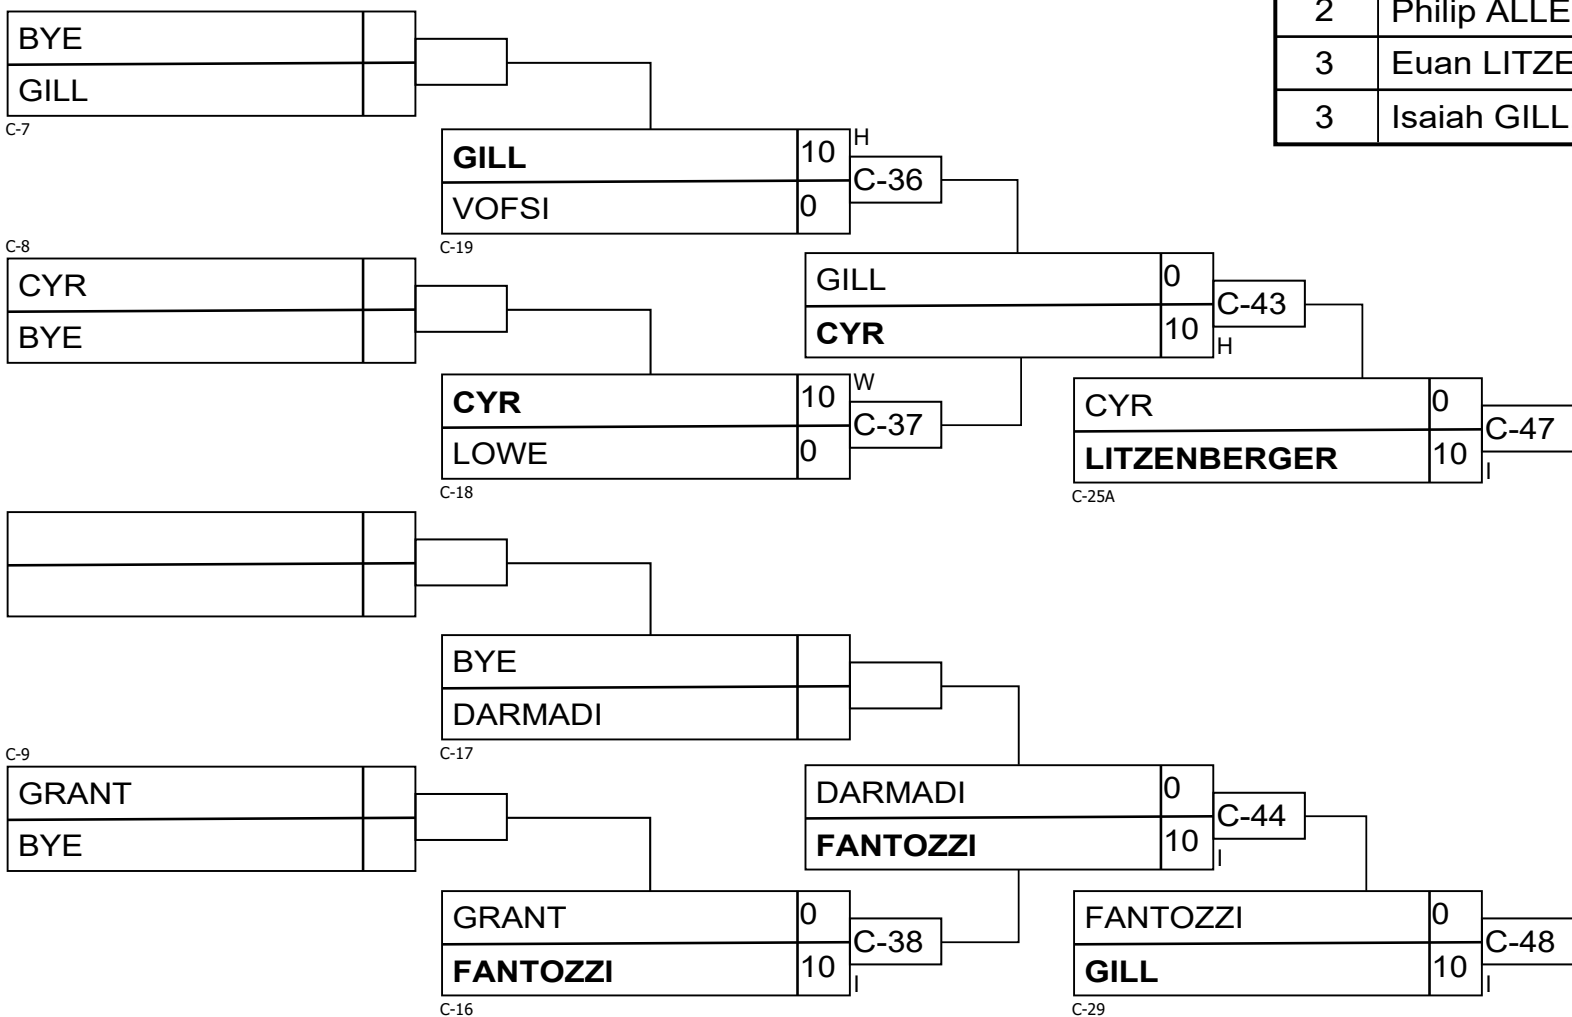 BYE
GILL
C-7
2 Philip ALLE
3 Euan LITZE
3 Isaiah GILL
GILL 10 H
VOFSI 0
C-36
C-19
C-8
CYR
BYE
GILL 0
CYR 10 H
C-43
CYR 10 W
LOWE 0
C-37
C-18
CYR 0
LITZENBERGER 10 I
C-47
C-25A
BYE
DARMADI
C-17
C-9
GRANT
BYE
DARMADI 0
FANTOZZI 10 I
C-44
GRANT 0
FANTOZZI 10 I
C-38
C-16
FANTOZZI 0
GILL 10 I
C-48
C-29